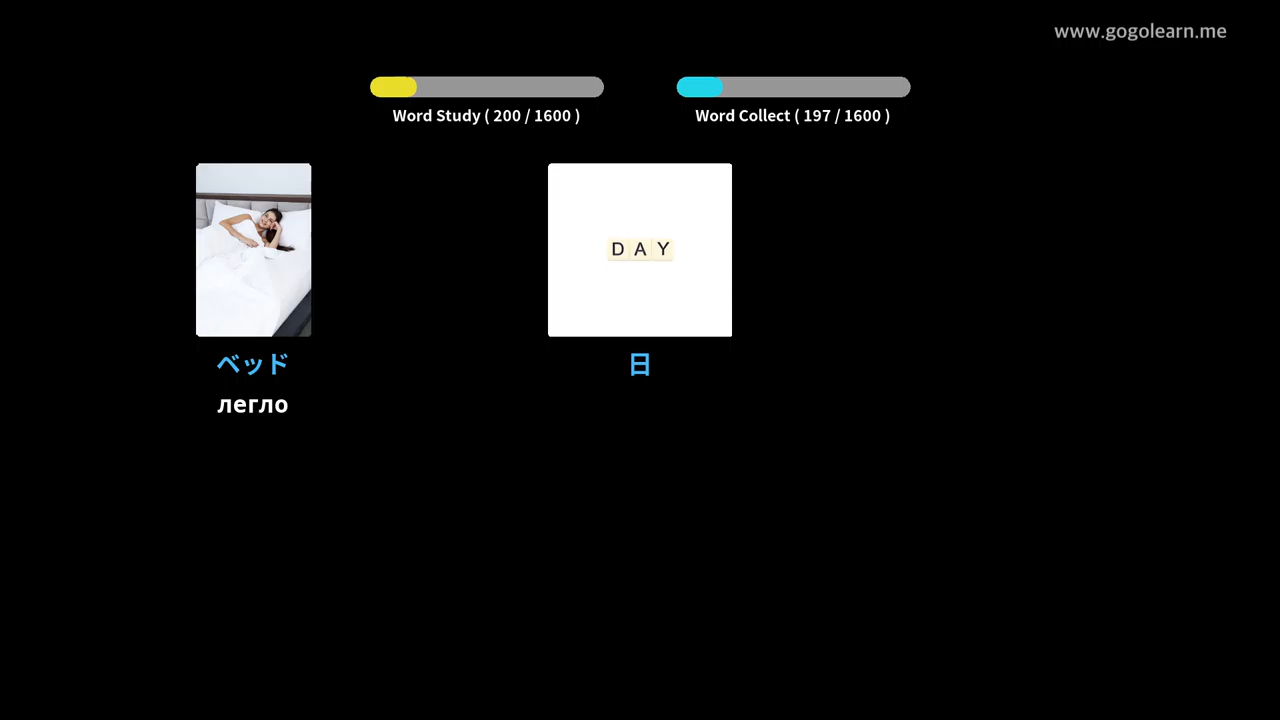 www.gogolearn.me
Word Study ( 200 / 1600 )
Word Collect ( 197 / 1600 )
DAY
ベッド
日
легло